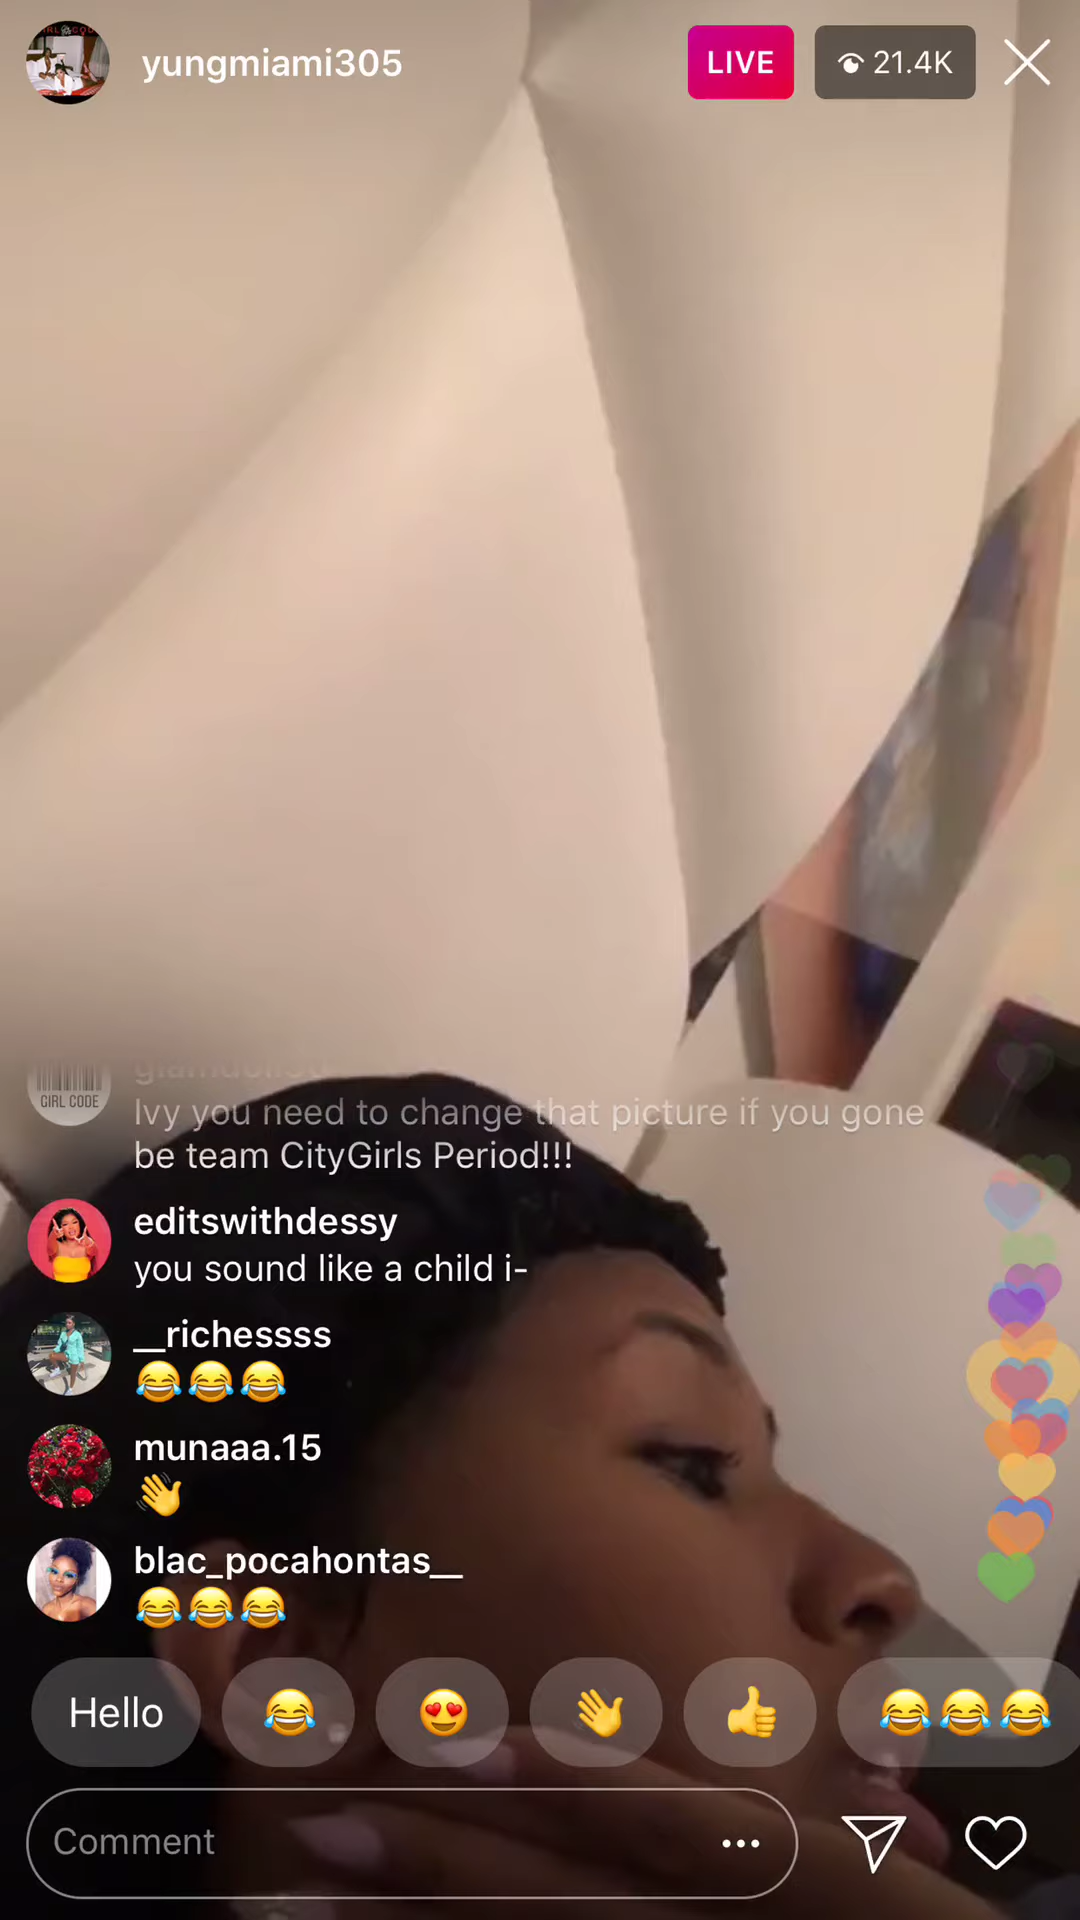 yungmiami305
LIVE
21.4K
GIRL CODE
Ivy you need to change that picture if you gone
be team CityGirls Period!!!
editswithdessy
you sound like a child i-
__richessss
😂😂😂
munaaa.15
👋
blac_pocahontas__
😂😂😂
Hello 😂 😍 👋 👍 😂😂😂
Comment